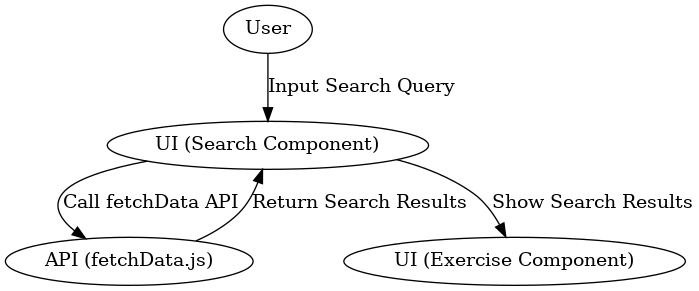 User
Input Search Query
UI (Search Component)
Call fetchData API
Return Search Results
Show Search Results
API (fetchData.js)
UI (Exercise Component)